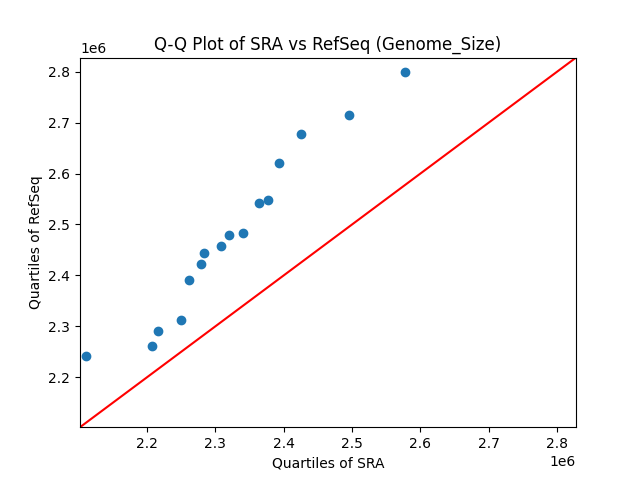 Q-Q Plot of SRA vs RefSeq (Genome_Size)
1e6
2.8
2.7
2.6
2.5
2.4
2.3
2.2
Quartiles of RefSeq
2.2 2.3 2.4 2.5 2.6 2.7 2.8
Quartiles of SRA
1e6